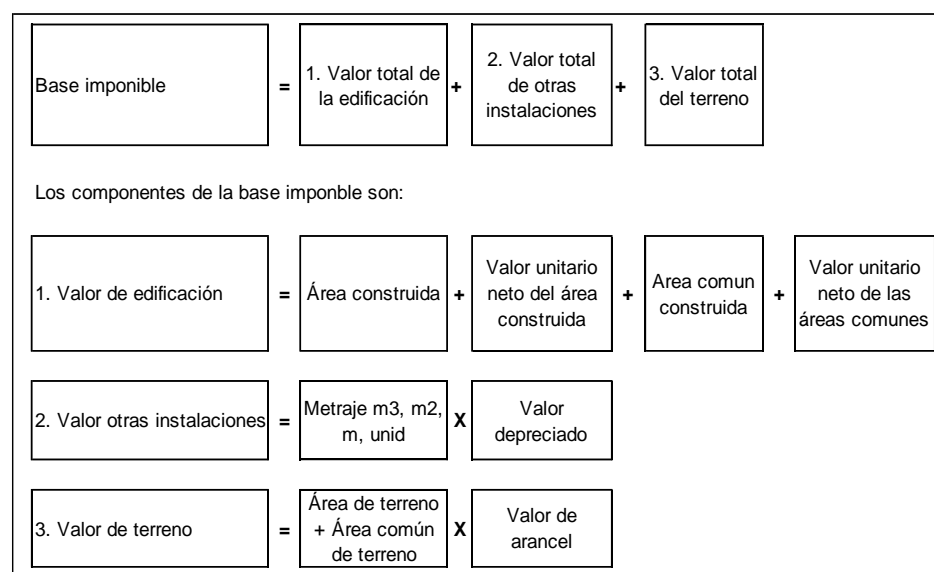 Base imponible = 1. Valor total de la edificación + 2. Valor total de otras instalaciones + 3. Valor total del terreno
Los componentes de la base imponble son:
1. Valor de edificación = Área construida + Valor unitario neto del área construida + Area comun construida + Valor unitario neto de las áreas comunes
2. Valor otras instalaciones = Metraje m3, m2, m, unid X Valor depreciado
3. Valor de terreno = Área de terreno + Área común de terreno X Valor de arancel